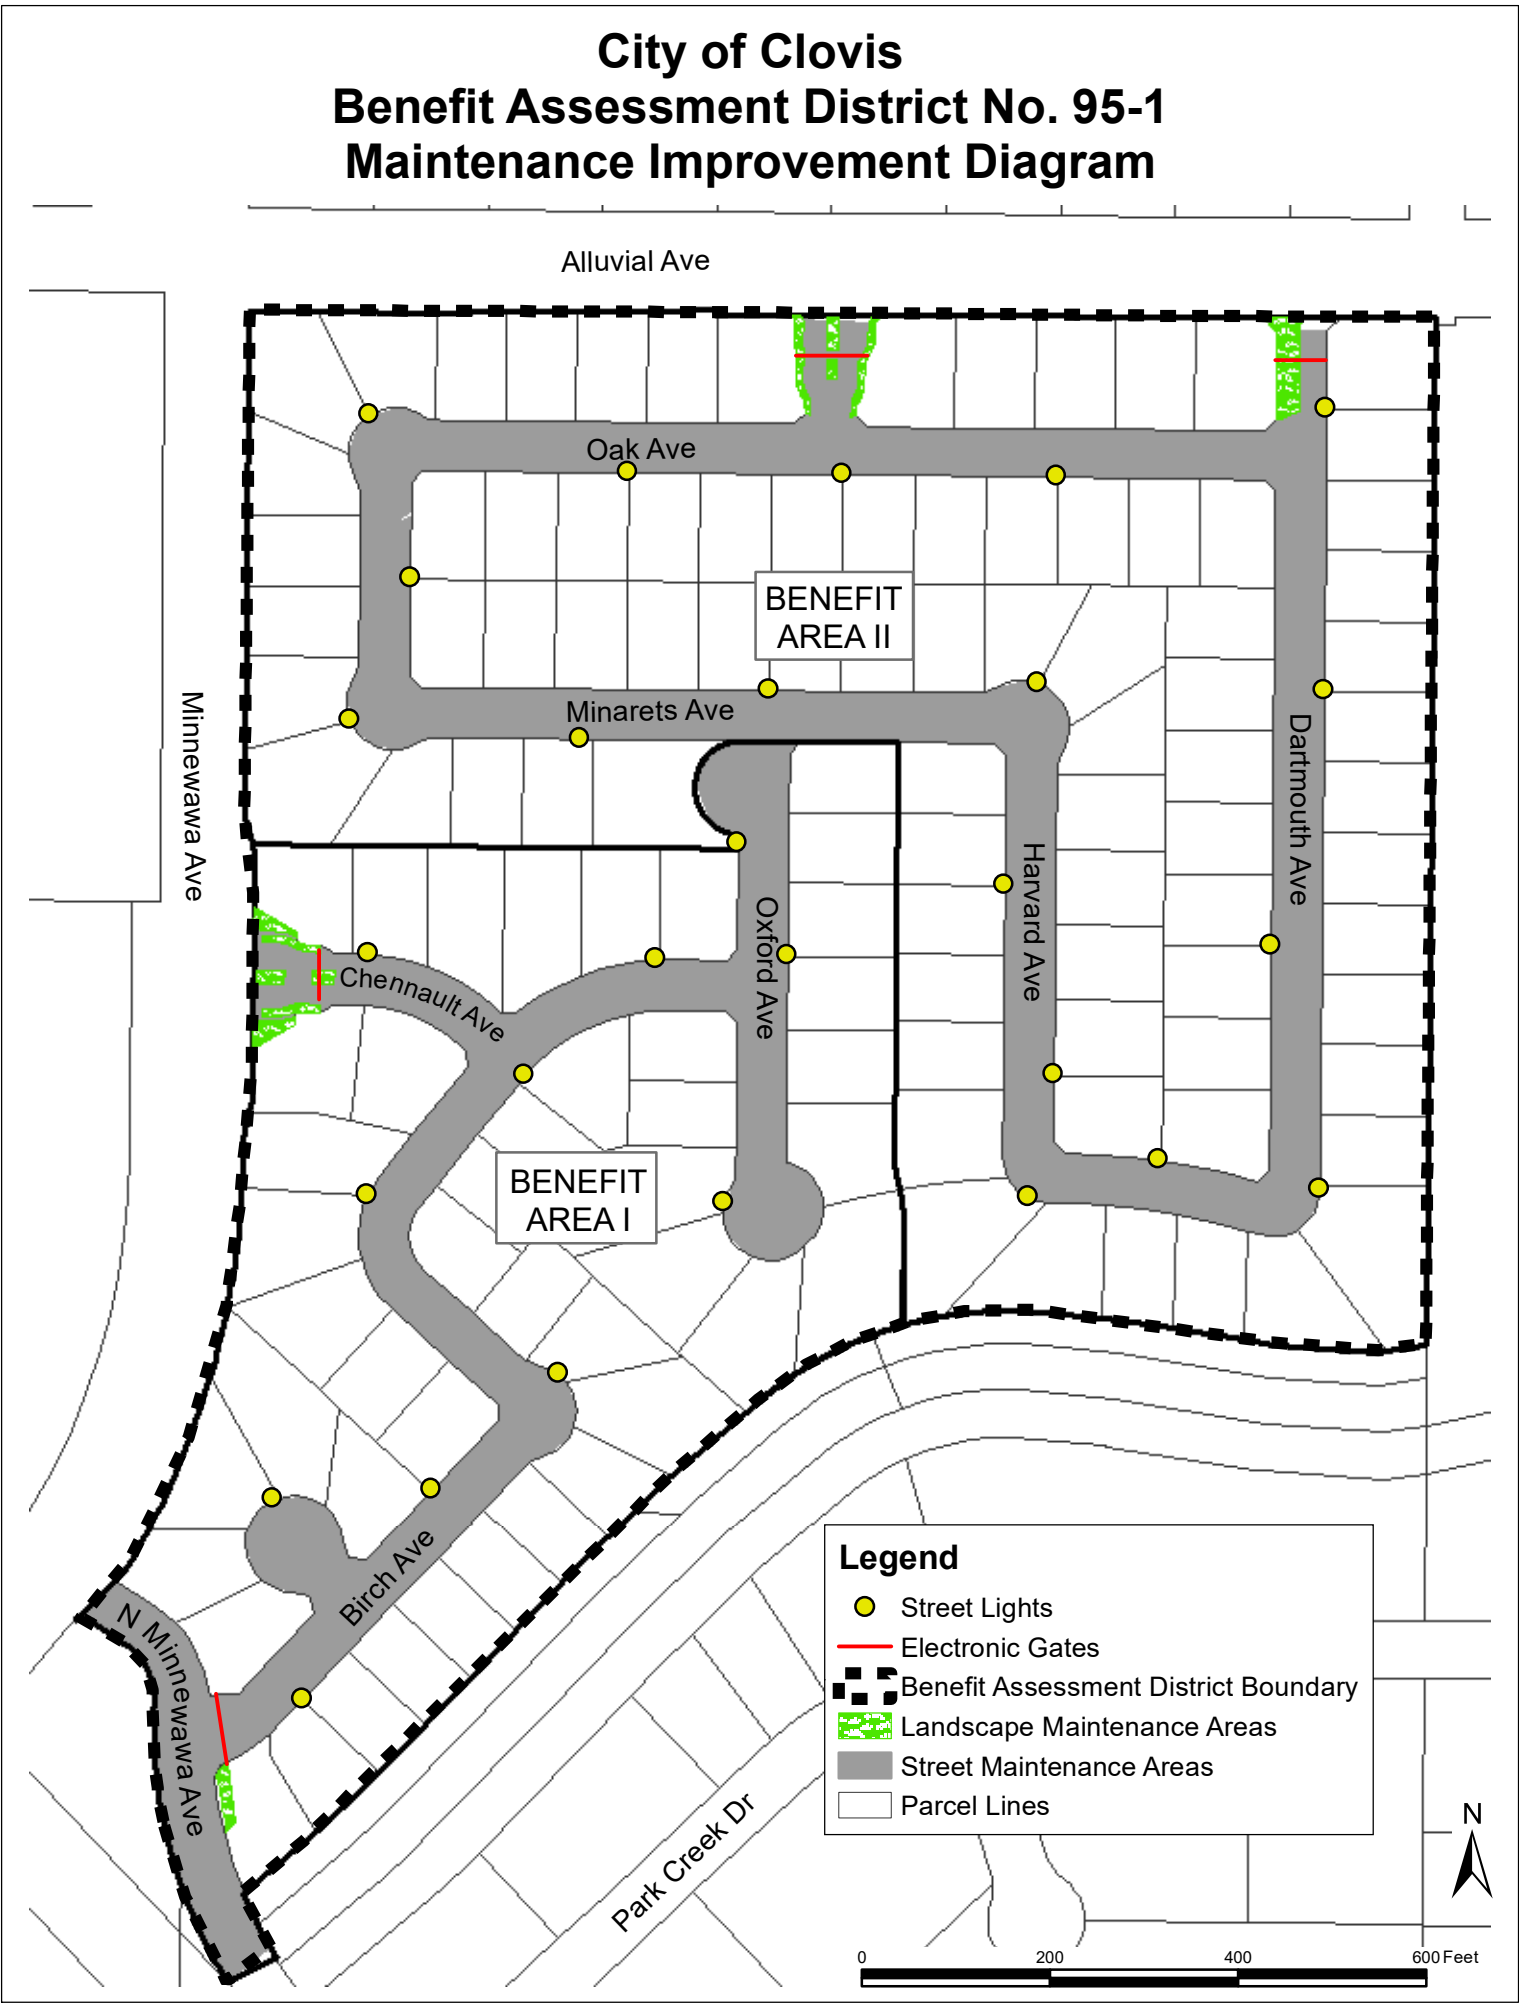 City of Clovis
Benefit Assessment District No. 95-1
Maintenance Improvement Diagram
Alluvial Ave
Oak Ave
BENEFIT
AREA II
Minarets Ave
Minnewawa Ave
Dartmouth Ave
Harvard Ave
Oxford Ave
Chennault Ave
BENEFIT
AREA I
Birch Ave
N Minnewawa Ave
Park Creek Dr
Legend
Street Lights
Electronic Gates
Benefit Assessment District Boundary
Landscape Maintenance Areas
Street Maintenance Areas
Parcel Lines
N
0 200 400 600 Feet